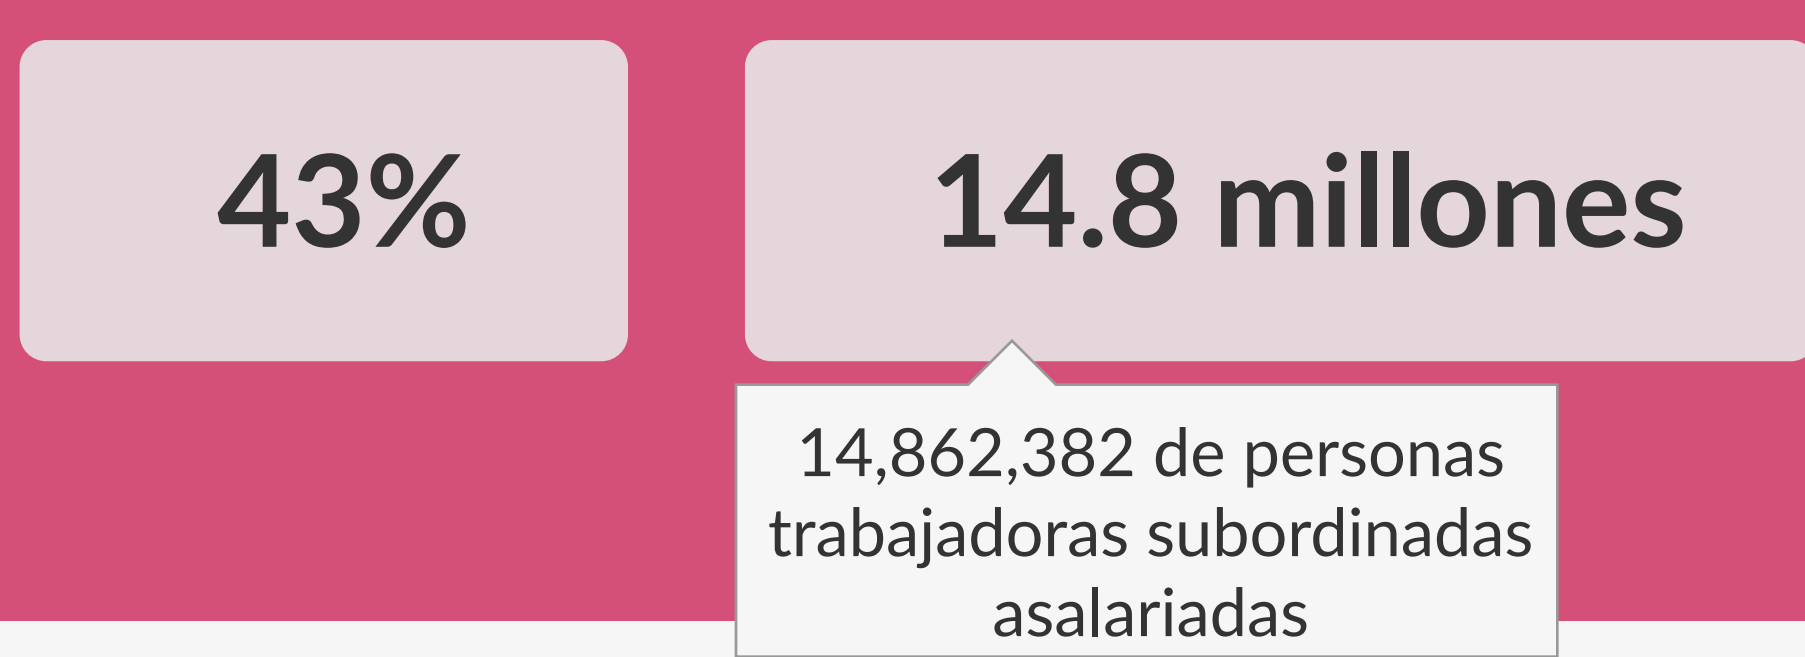 43%
14.8 millones
14,862,382 de personas
trabajadoras subordinadas
asalariadas